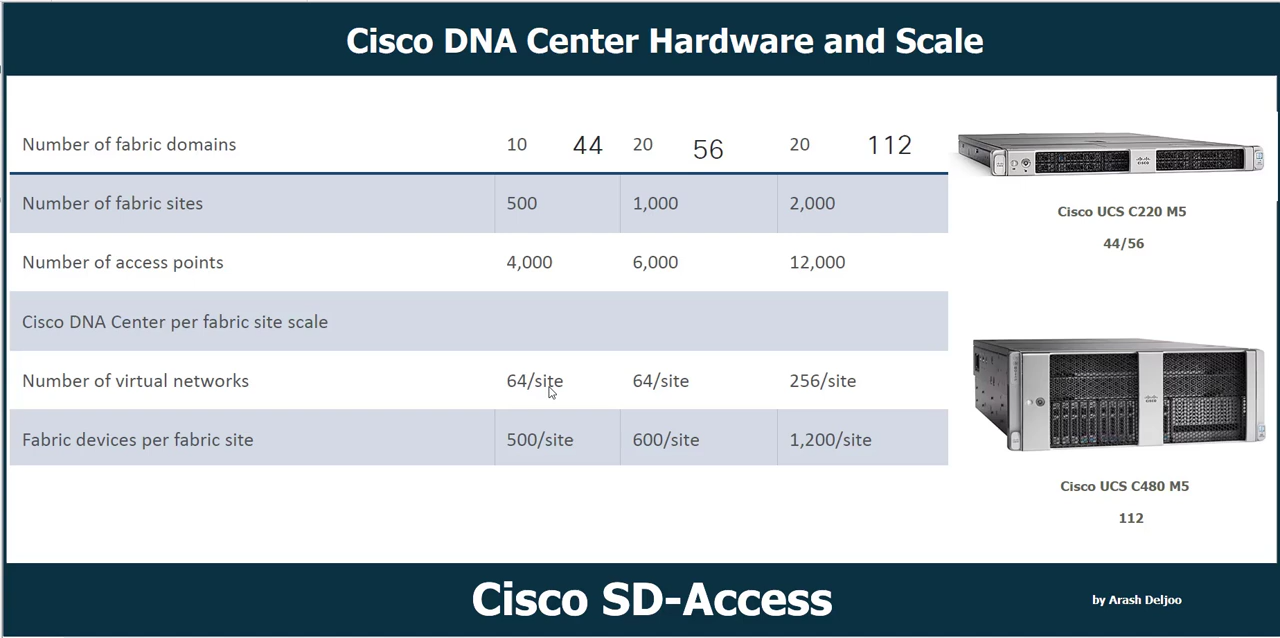 Cisco DNA Center Hardware and Scale
Number of fabric domains 10 44 20 56 20 112
Number of fabric sites 500 1,000 2,000
Number of access points 4,000 6,000 12,000
Cisco DNA Center per fabric site scale
Number of virtual networks 64/site 64/site 256/site
Fabric devices per fabric site 500/site 600/site 1,200/site
Cisco UCS C220 M5
44/56
Cisco UCS C480 M5
112
Cisco SD-Access
by Arash Deljoo